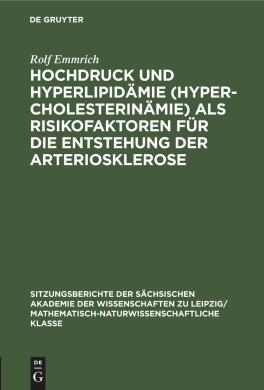 DE GRUYTER
Rolf Emmrich
HOCHDRUCK UND
HYPERLIPIDÄMIE (HYPER-
CHOLESTERINÄMIE) ALS
RISIKOFAKTOREN FÜR
DIE ENTSTEHUNG DER
ARTERIOSKLEROSE
SITZUNGSBERICHTE DER SÄCHSISCHEN
AKADEMIE DER WISSENSCHAFTEN ZU LEIPZIG/
MATHEMATISCH-NATURWISSENSCHAFTLICHE
KLASSE
DE
G